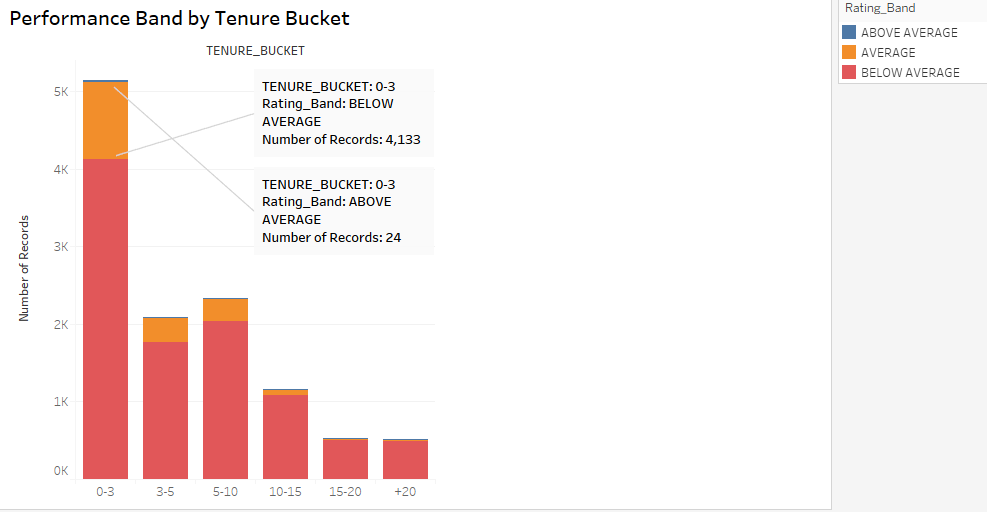 Performance Band by Tenure Bucket
TENURE_BUCKET
Number of Records
5K
4K
3K
2K
1K
0K
TENURE_BUCKET: 0-3
Rating_Band: BELOW
AVERAGE
Number of Records: 4,133
TENURE_BUCKET: 0-3
Rating_Band: ABOVE
AVERAGE
Number of Records: 24
0-3
3-5
5-10
10-15
15-20
+20
Rating_Band
ABOVE AVERAGE
AVERAGE
BELOW AVERAGE